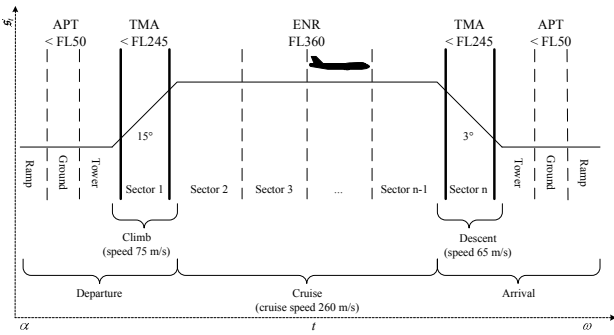 APT
< FL50
TMA
< FL245
ENR
FL360
TMA
< FL245
APT
< FL50
15°
3°
Ramp
Ground
Tower
Sector 1
Sector 2
Sector 3
...
Sector n-1
Sector n
Tower
Ground
Ramp
Climb
(speed 75 m/s)
Descent
(speed 65 m/s)
Departure
Cruise
(cruise speed 260 m/s)
Arrival
α
t
ω